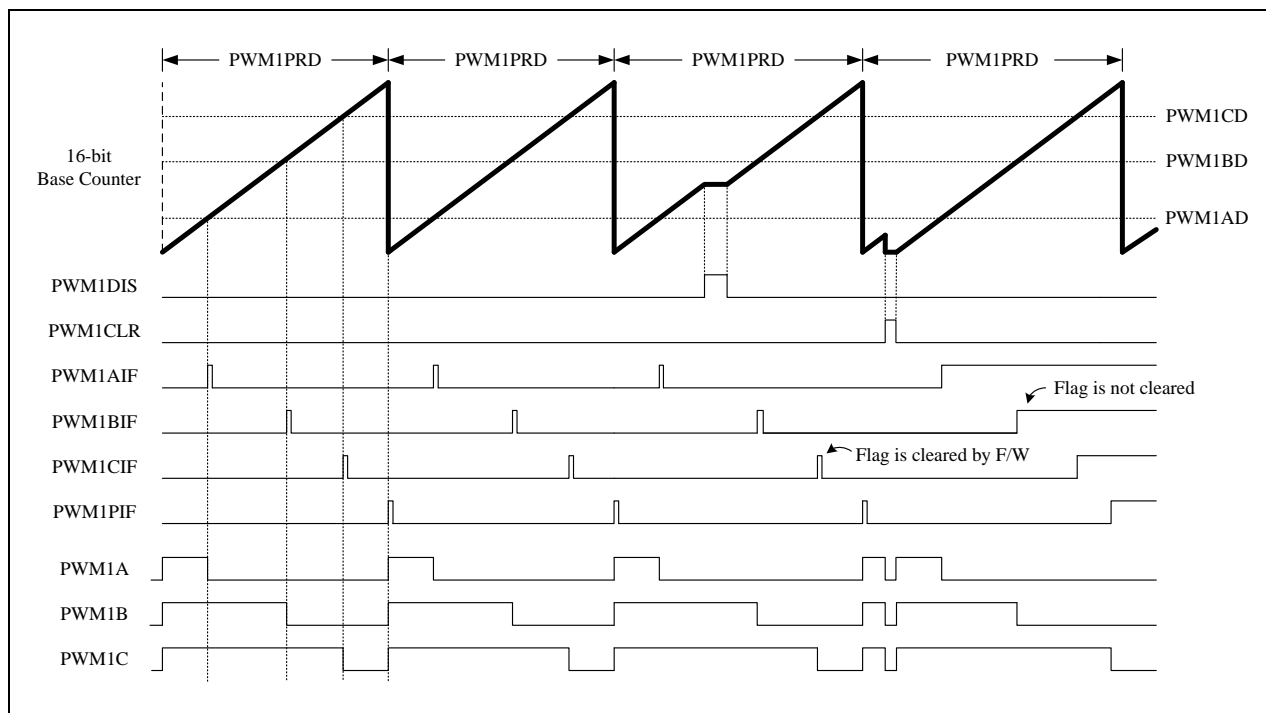 PWM1PRD PWM1PRD PWM1PRD PWM1PRD
PWM1CD
16-bit
Base Counter
PWM1BD
PWM1AD
PWM1DIS
PWM1CLR
PWM1AIF
Flag is not cleared
PWM1BIF
Flag is cleared by F/W
PWM1CIF
PWM1PIF
PWM1A
PWM1B
PWM1C